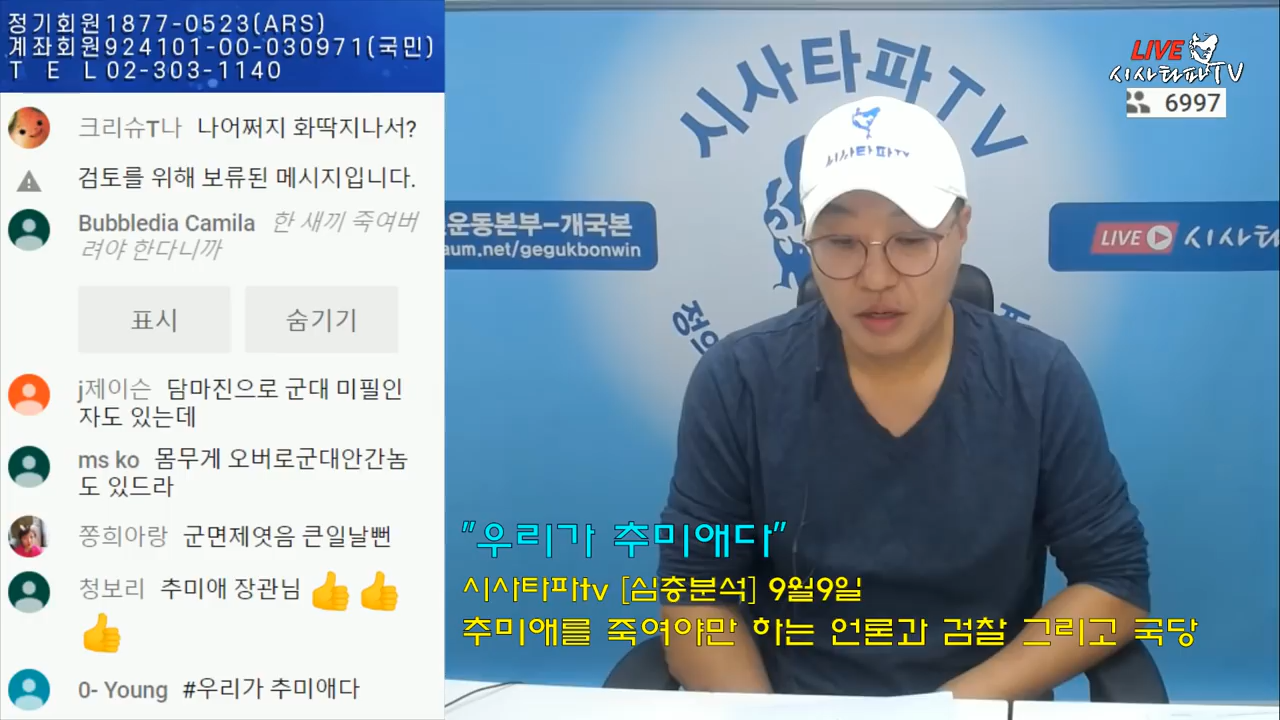 정기회원1877-0523(ARS)
계좌회원924101-00-030971(국민)
T E L 02-303-1140
크리슈T나 나어쩌지 화딱지나서?
검토를 위해 보류된 메시지입니다.
Bubbledia Camila 한 새끼 죽여버
려야 한다니까
표시 숨기기
j제이슨 담마진으로 군대 미필인
자도 있는데
ms ko 몸무게 오버로군대안간놈
도 있드라
쫑희아랑 군면제엿음 큰일날뻔
청보리 추미애 장관님
0- Young #우리가 추미애다
LIVE
시사타파TV
6997
시사타파TV
시사타파TV
운동본부-개국본
aum.net/gegukbonwin
LIVE 시사타
정의
"우리가 추미애다"
시사타파tv [심층분석] 9월9일
추미애를 죽여야만 하는 언론과 검찰 그리고 국당